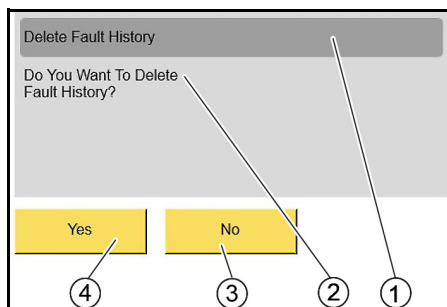 Delete Fault History
Do You Want To Delete
Fault History?
Yes
No
4
3
2
1